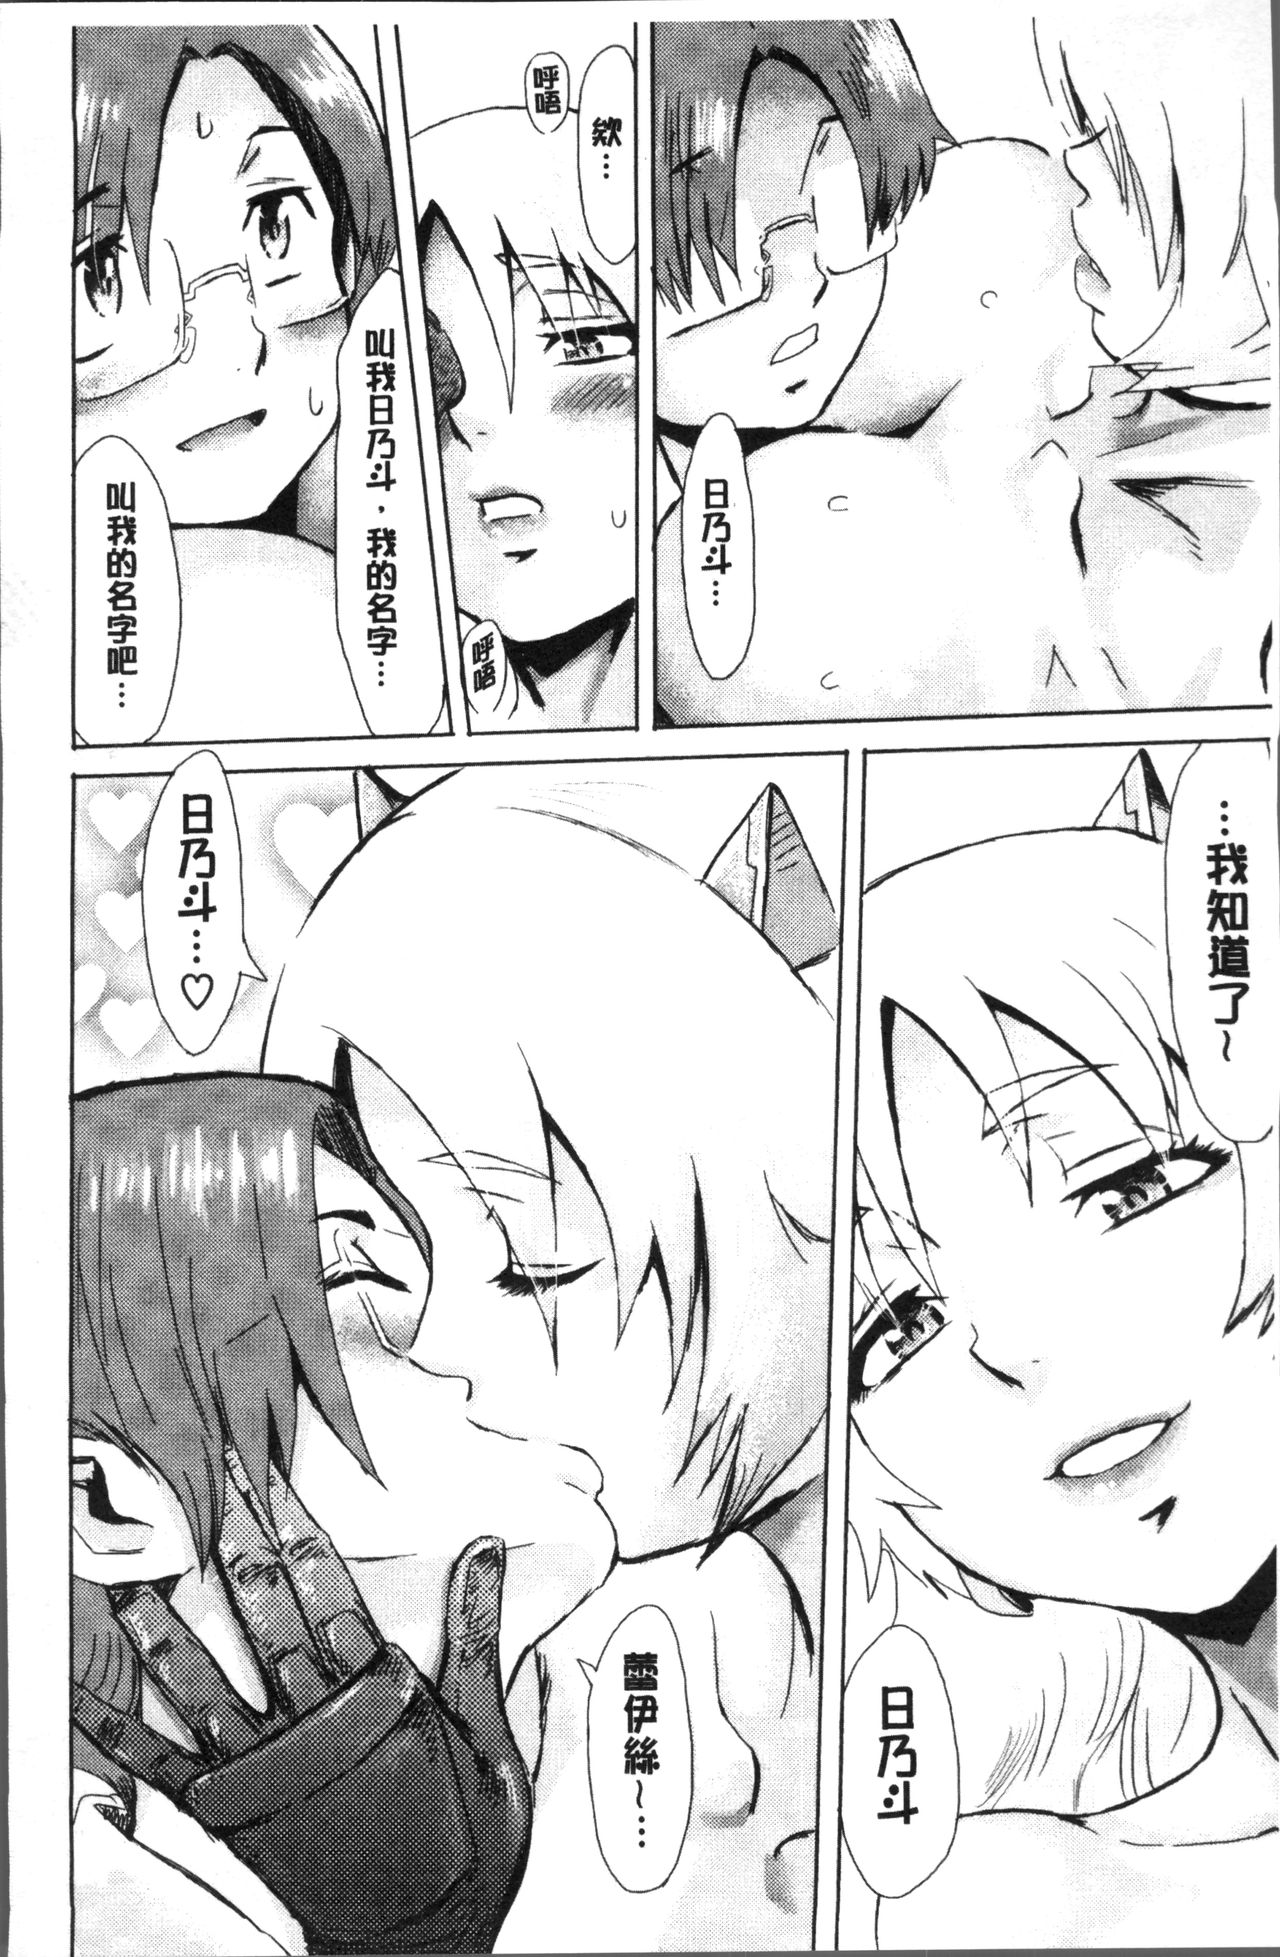 日乃斗…
欸…
呼唔
呼唔
叫我日乃斗，我的名字…
叫我的名字吧…
…我知道了～
日乃斗
日乃斗…♡
蕾伊絲～…